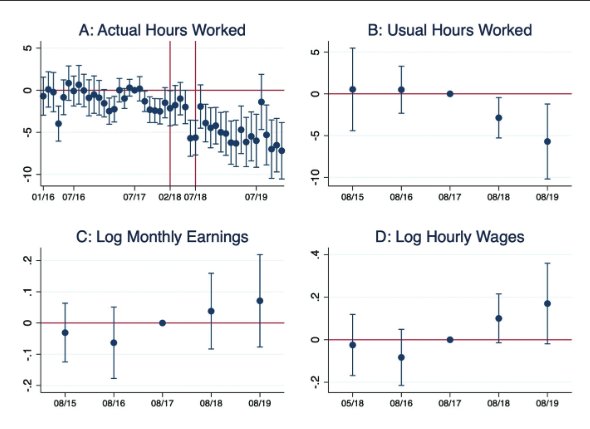 A: Actual Hours Worked
5
0
-5
-10
01/16 07/16 07/17 02/18 07/18 07/19
B: Usual Hours Worked
5
0
-5
-10
08/15 08/16 08/17 08/18 08/19
C: Log Monthly Earnings
.2
.1
0
-.1
-.2
08/15 08/16 08/17 08/18 08/19
D: Log Hourly Wages
.4
.2
0
-.2
05/18 08/16 08/17 08/18 08/19